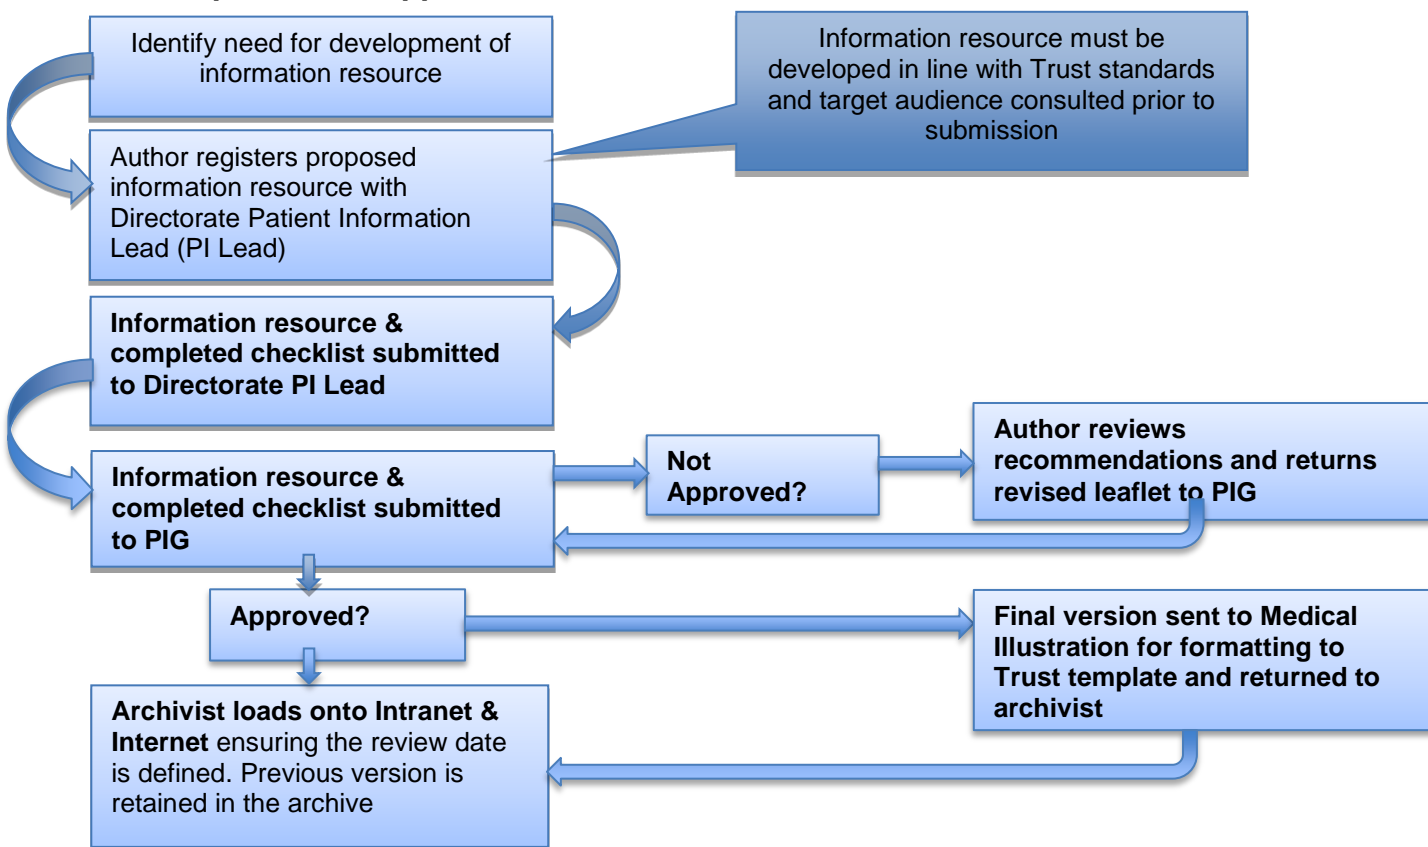 Identify need for development of
information resource
Information resource must be
developed in line with Trust standards
and target audience consulted prior to
submission
Author registers proposed
information resource with
Directorate Patient Information
Lead (PI Lead)
Information resource &
completed checklist submitted
to Directorate PI Lead
Information resource &
completed checklist submitted
to PIG
Not
Approved?
Author reviews
recommendations and returns
revised leaflet to PIG
Approved?
Final version sent to Medical
Illustration for formatting to
Trust template and returned to
archivist
Archivist loads onto Intranet &
Internet ensuring the review date
is defined. Previous version is
retained in the archive